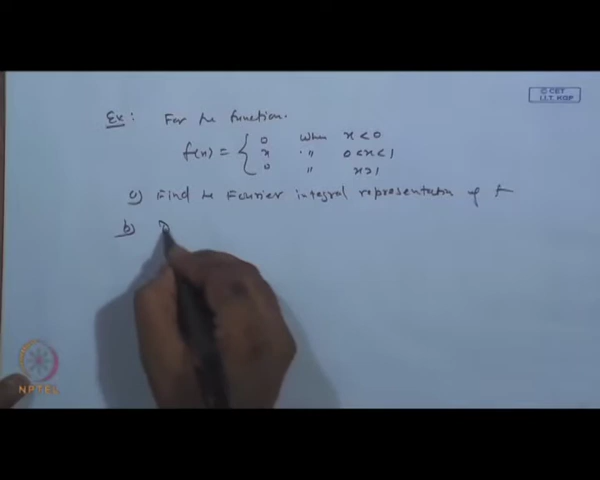 © CET
I.I.T. KGP
Ex: For the function.
f(x) = { 0 when x < 0
x " 0 < x < 1
0 " x > 1
a) Find the Fourier integral representation of f
b) D
NPTEL